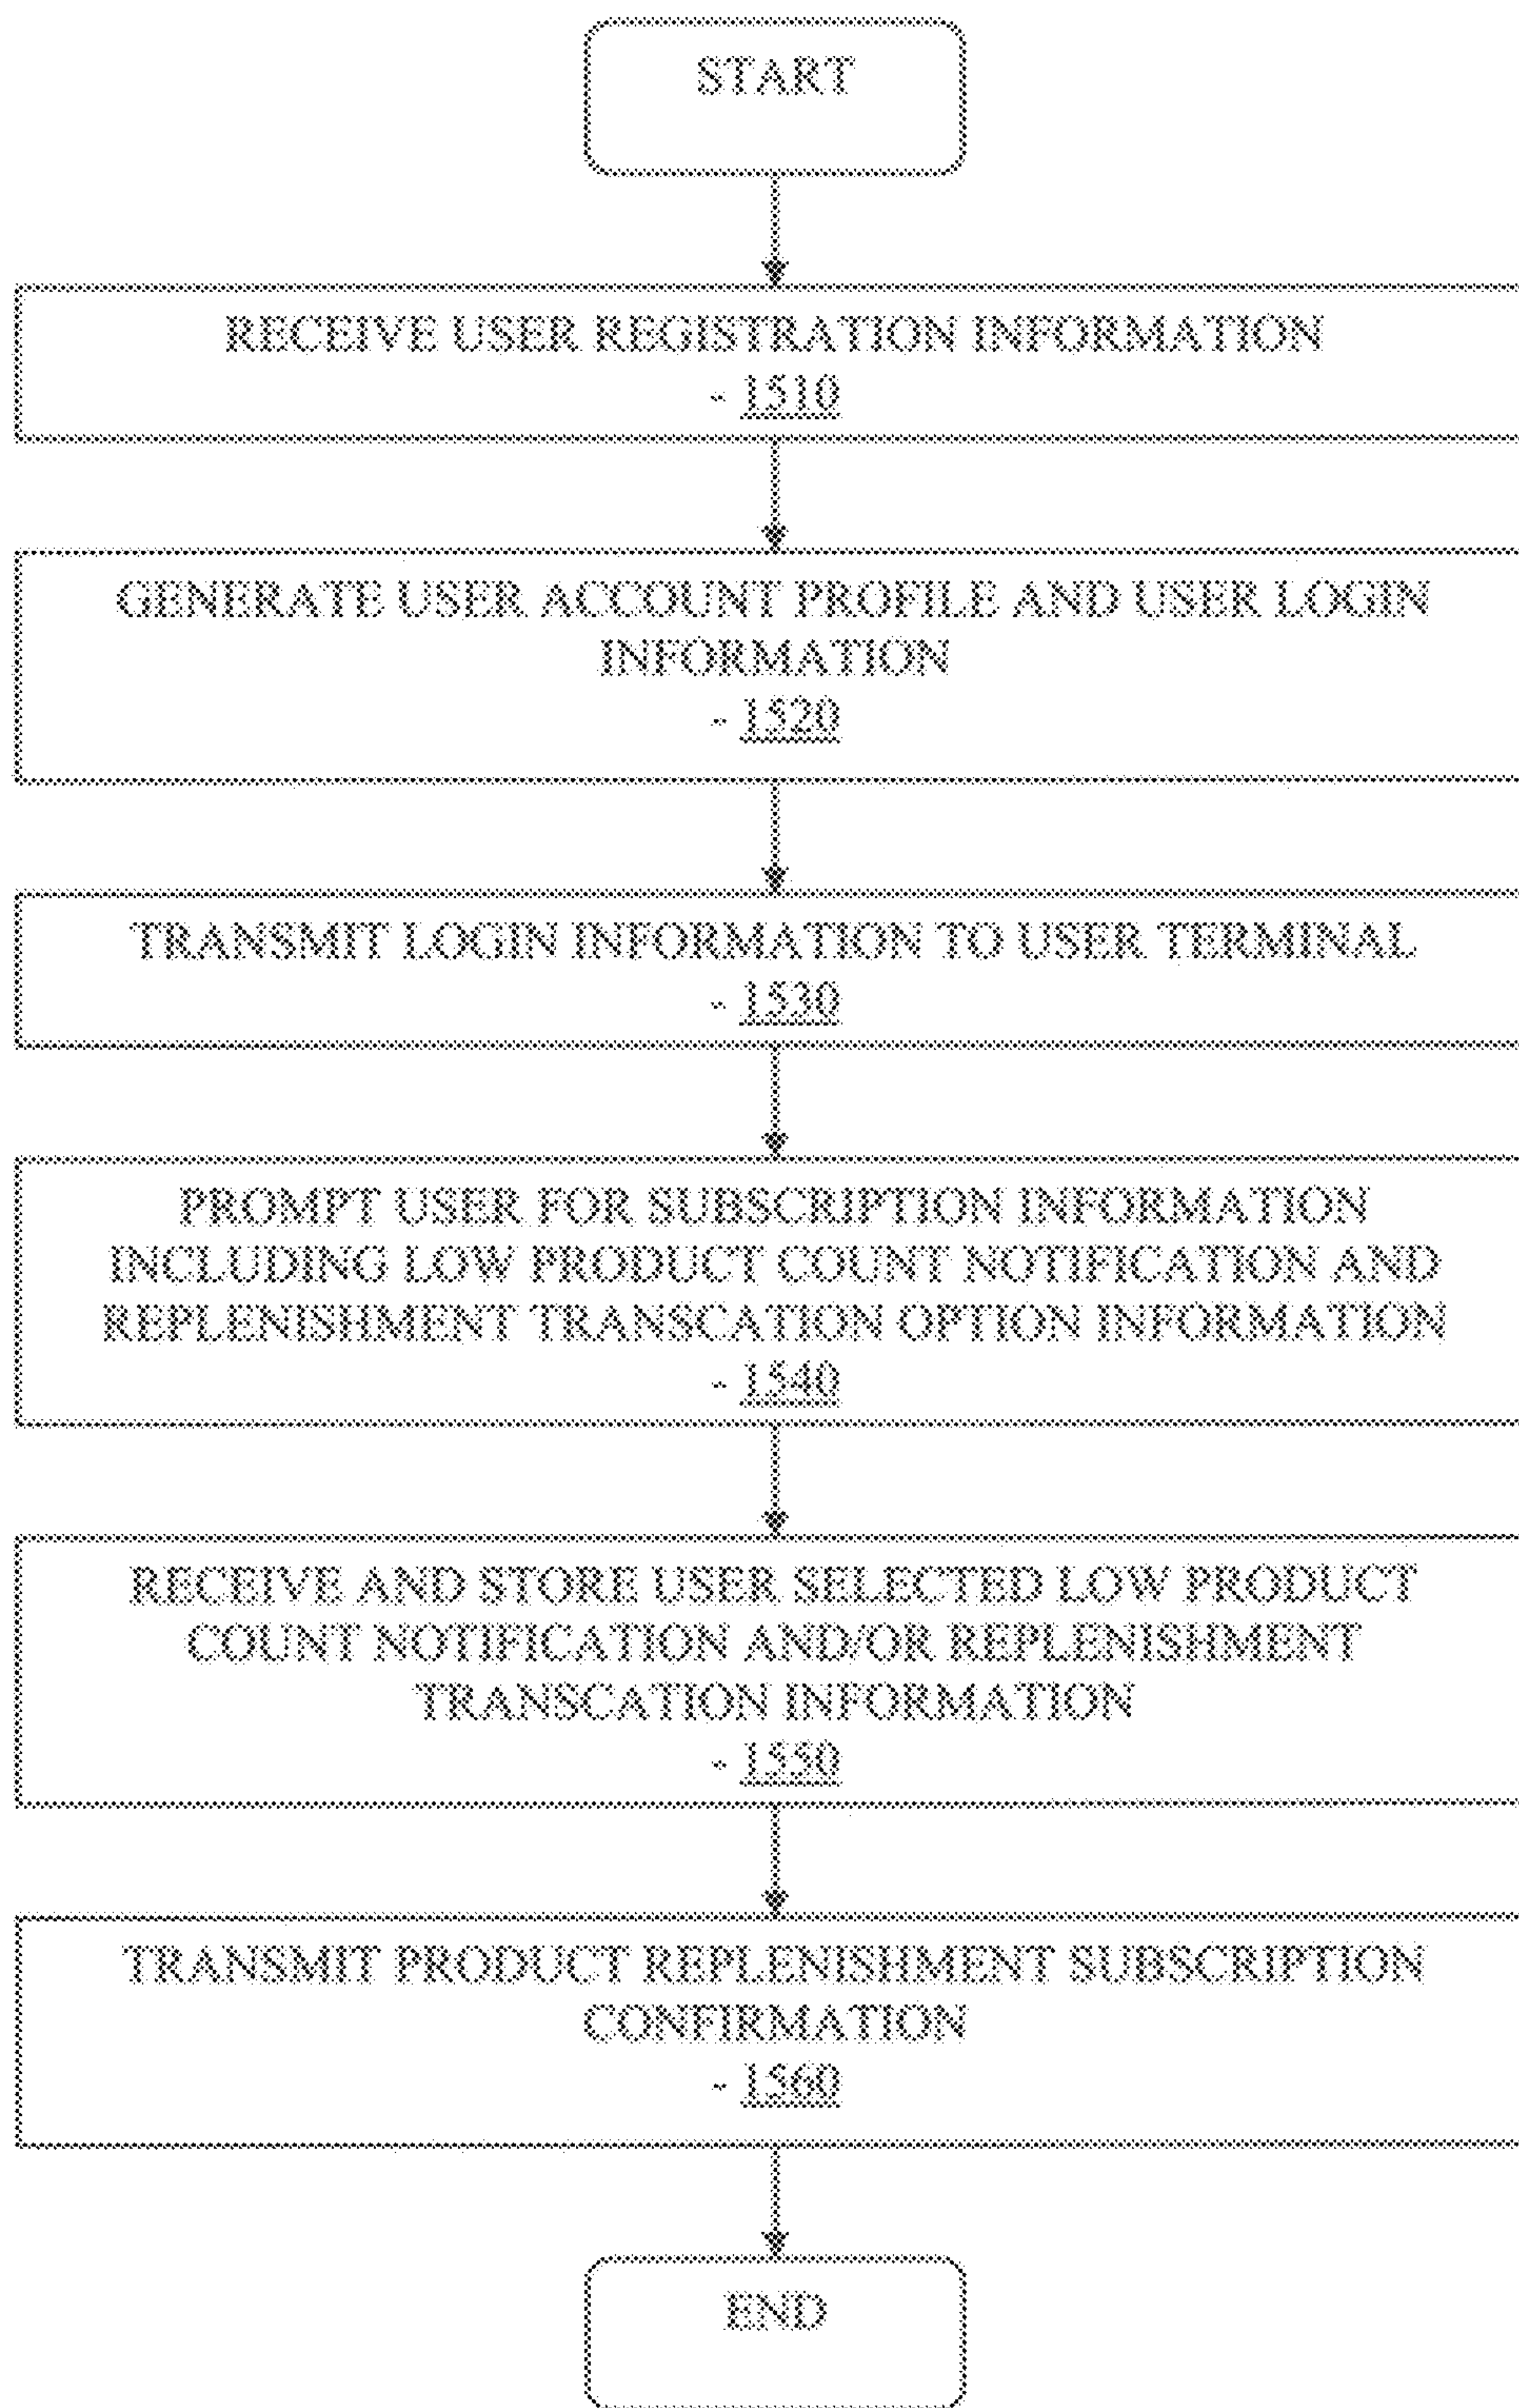 START
RECEIVE USER REGISTRATION INFORMATION
- 1510
GENERATE USER ACCOUNT PROFILE AND USER LOGIN
INFORMATION
- 1520
TRANSMIT LOGIN INFORMATION TO USER TERMINAL
- 1530
PROMPT USER FOR SUBSCRIPTION INFORMATION
INCLUDING LOW PRODUCT COUNT NOTIFICATION AND
REPLENISHMENT TRANSCATION OPTION INFORMATION
- 1540
RECEIVE AND STORE USER SELECTED LOW PRODUCT
COUNT NOTIFICATION AND/OR REPLENISHMENT
TRANSCATION INFORMATION
- 1550
TRANSMIT PRODUCT REPLENISHMENT SUBSCRIPTION
CONFIRMATION
- 1560
END